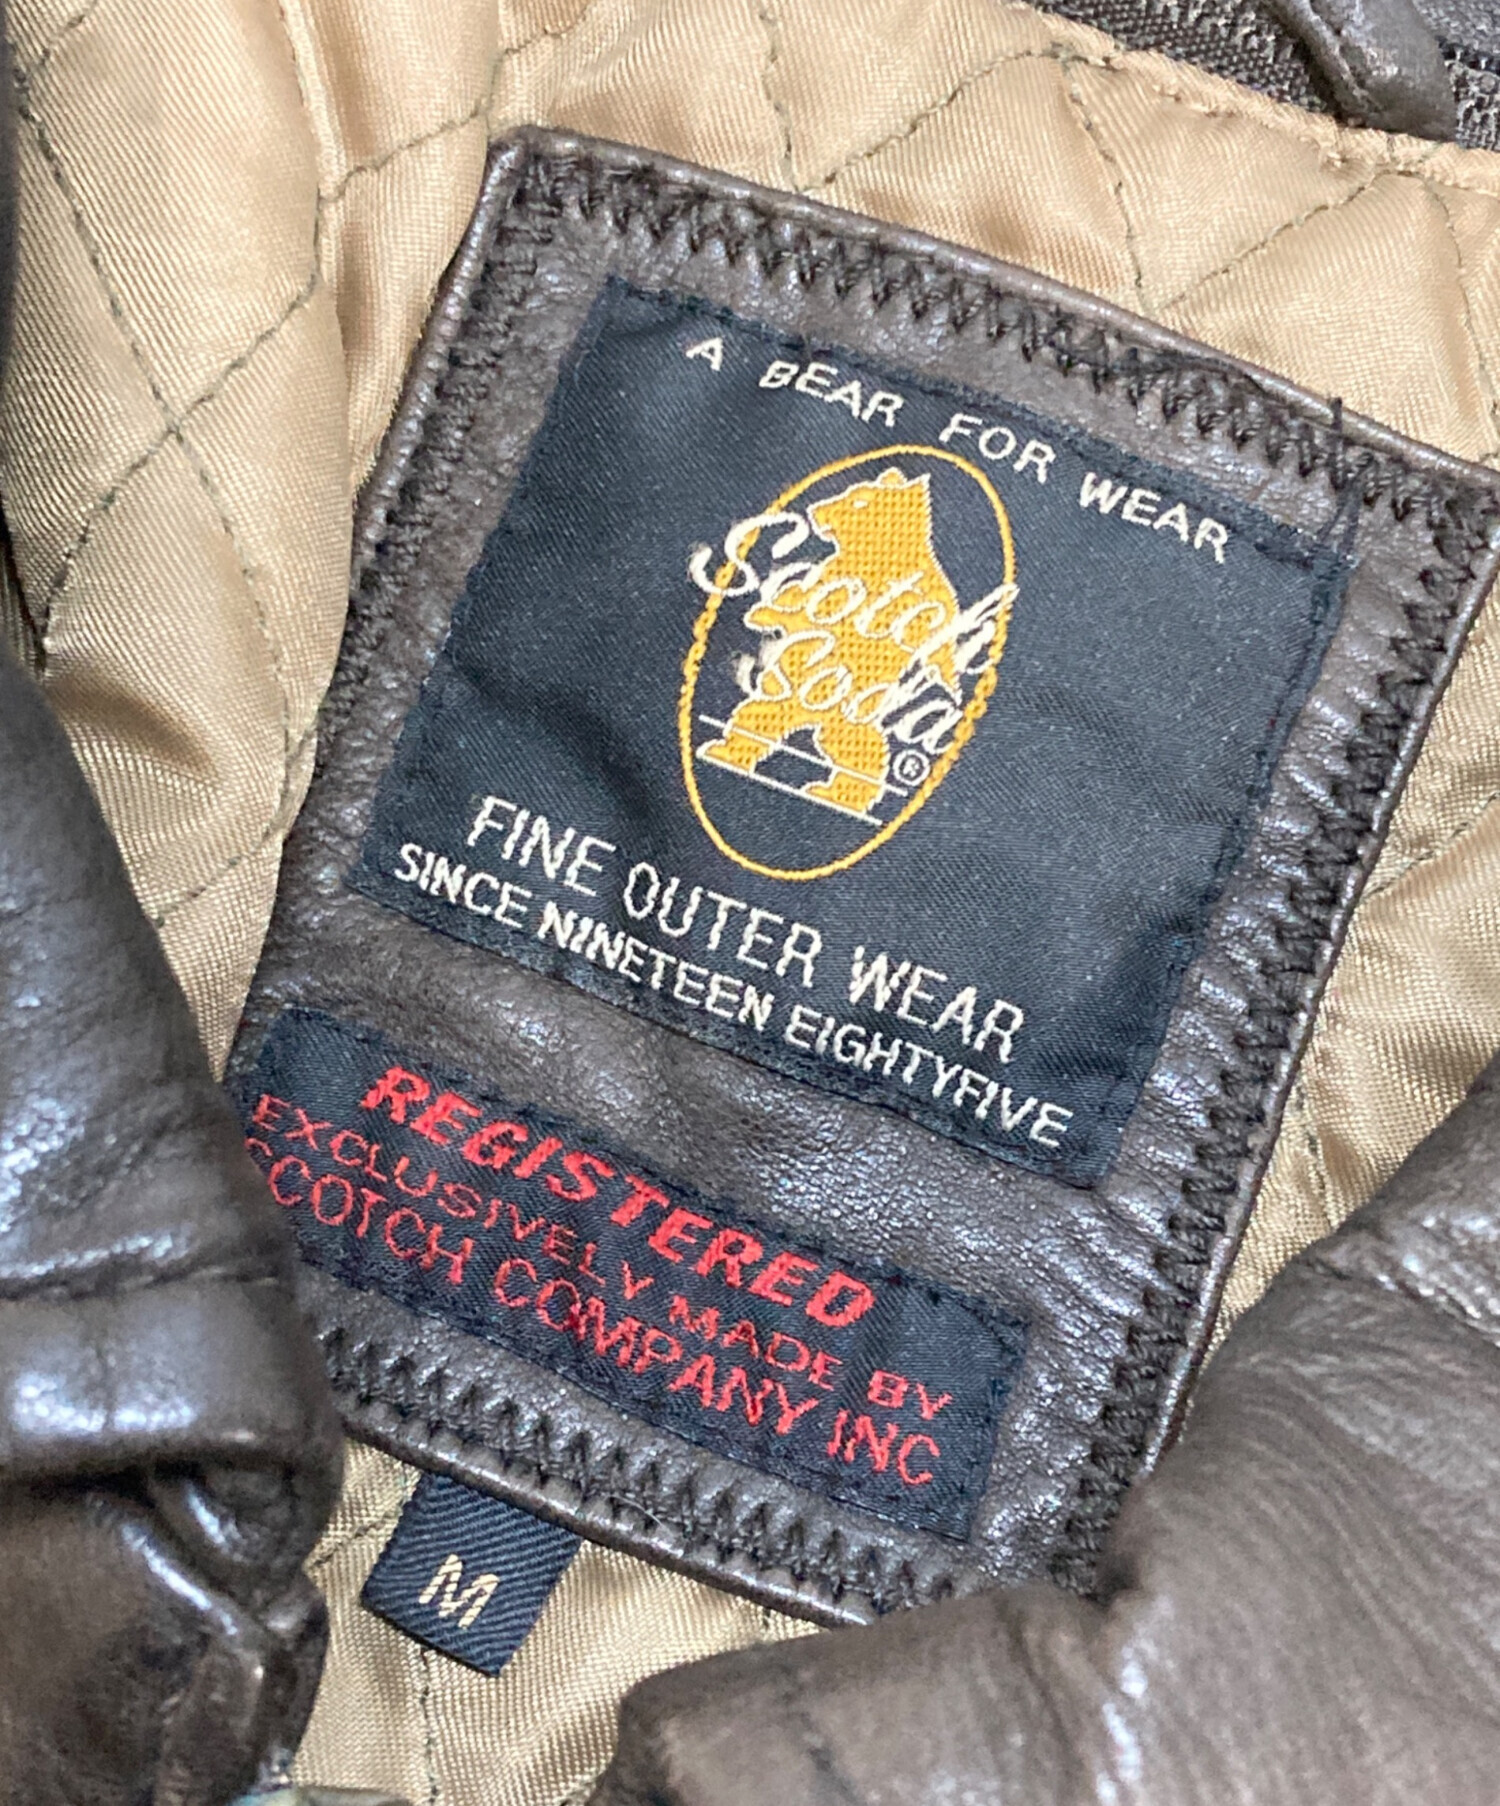 A BEAR FOR WEAR
Scotch
Soda
®
FINE OUTER WEAR
SINCE NINETEEN EIGHTYFIVE
REGISTERED
EXCLUSIVELY MADE BY
SCOTCH COMPANY INC
M